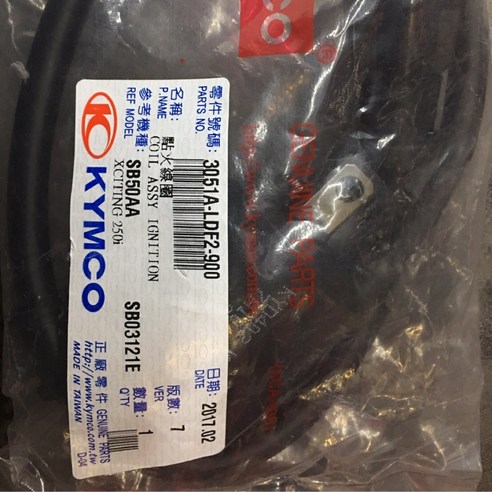 零件號碼: 3051A-LDF2-900
PARTS NO.
名稱: 點火線圈
P.NAME COIL ASSY IGNITION
參考機種: SB50AA SB03121E
REF MODEL XCITING 250i
KYMCO
日期: 2017.02
DATE
版數: 7
VER
數量: 1
Q'TY
正廠零件 GENUINE PARTS
http://www.kymco.com.tw
MADE IN TAIWAN D-04
MCO
GENUINE PARTS